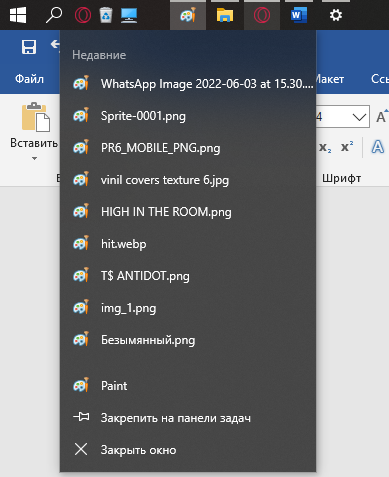 Недавние
WhatsApp Image 2022-06-03 at 15.30....
Sprite-0001.png
PR6_MOBILE_PNG.png
vinil covers texture 6.jpg
HIGH IN THE ROOM.png
hit.webp
T$ ANTIDOT.png
img_1.png
Безымянный.png
Paint
Закрепить на панели задач
Закрыть окно
Файл
Макет
Ссы
Вставить
4
A
x₂ x² A
Шрифт